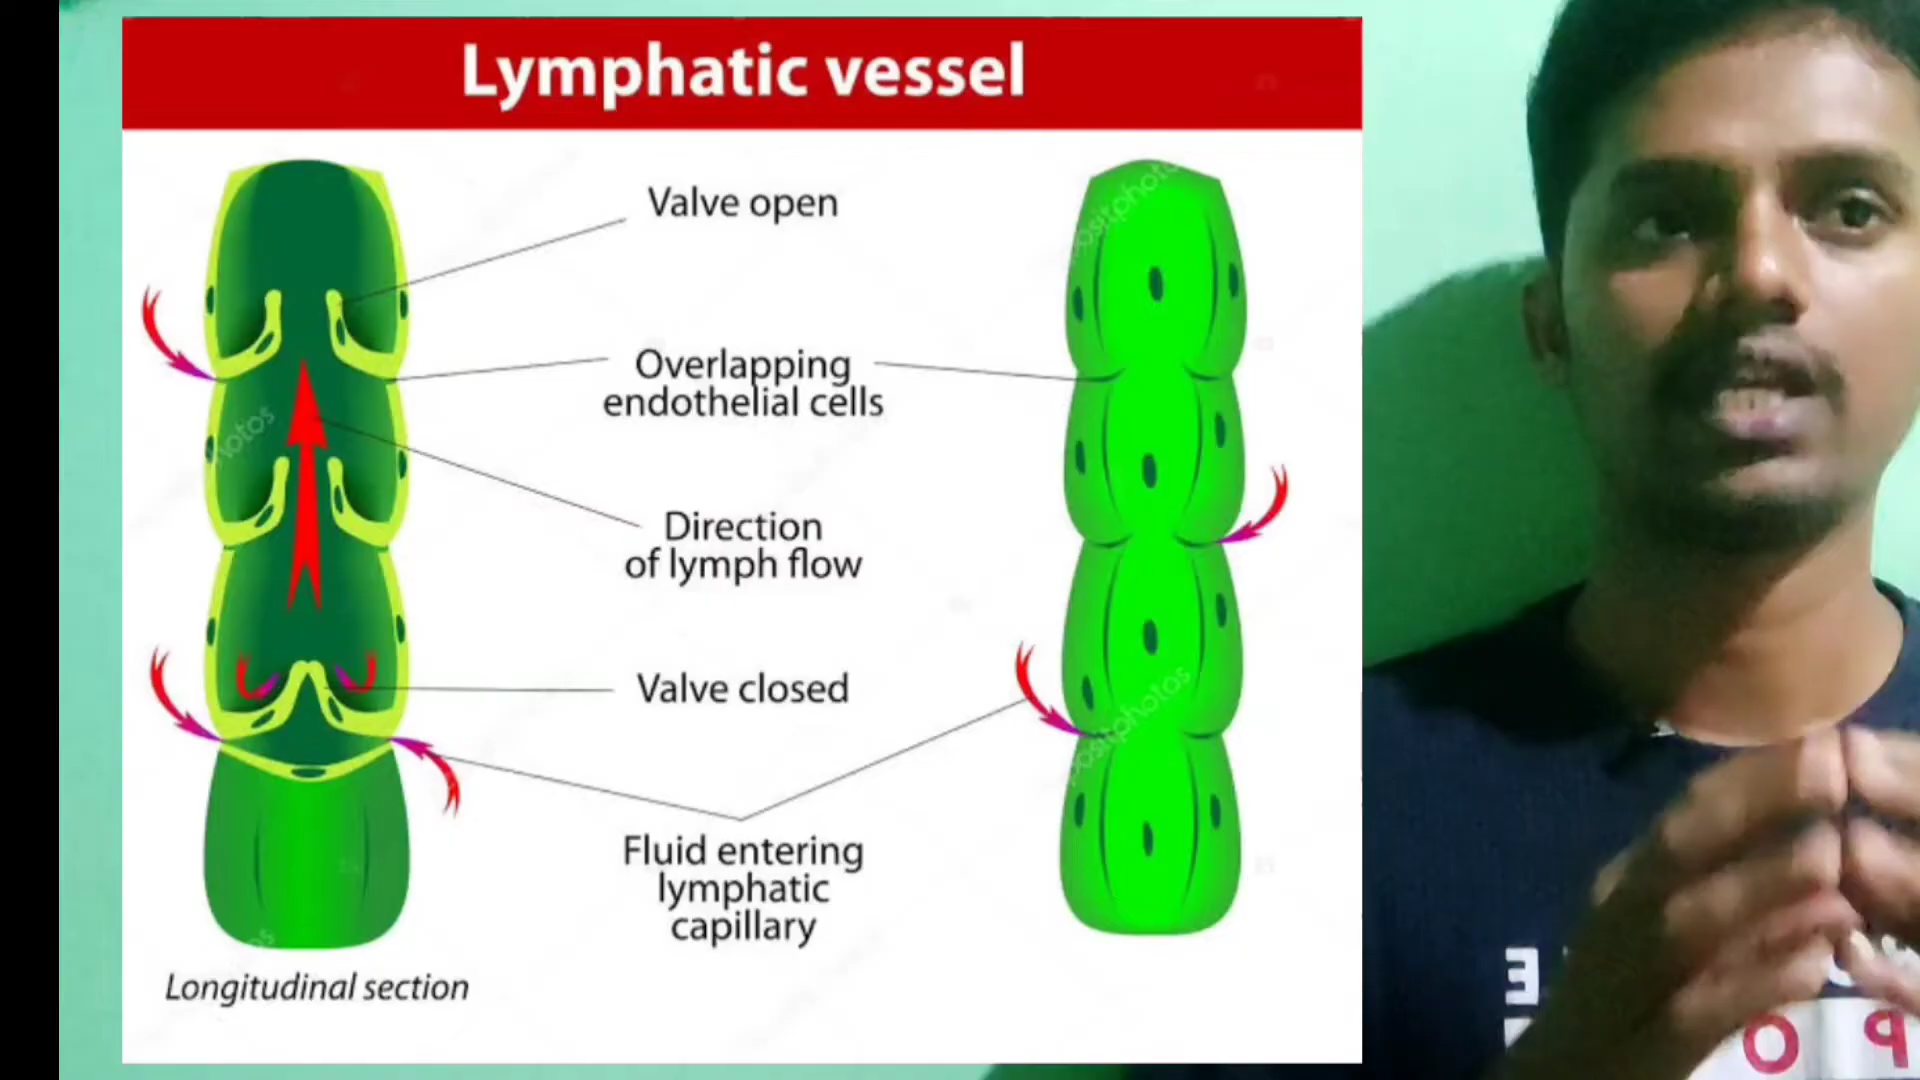 Lymphatic vessel
Valve open
Overlapping
endothelial cells
Direction
of lymph flow
Valve closed
Fluid entering
lymphatic
capillary
Longitudinal section